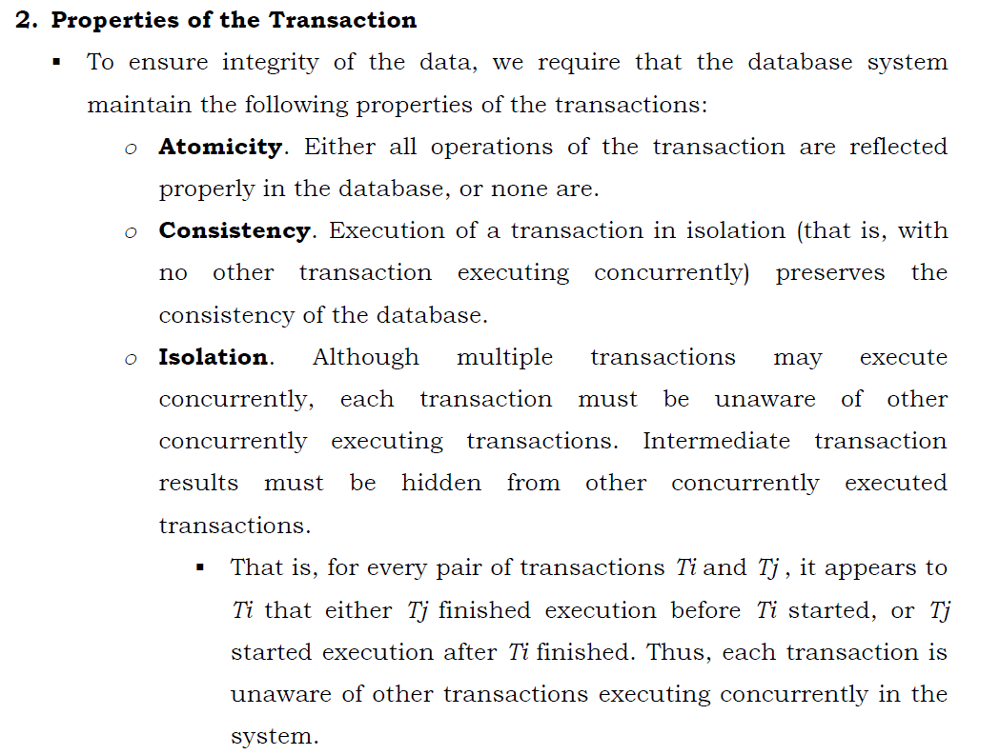 2. Properties of the Transaction
▪ To ensure integrity of the data, we require that the database system
maintain the following properties of the transactions:
o Atomicity. Either all operations of the transaction are reflected
properly in the database, or none are.
o Consistency. Execution of a transaction in isolation (that is, with
no other transaction executing concurrently) preserves the
consistency of the database.
o Isolation. Although multiple transactions may execute
concurrently, each transaction must be unaware of other
concurrently executing transactions. Intermediate transaction
results must be hidden from other concurrently executed
transactions.
▪ That is, for every pair of transactions Ti and Tj , it appears to
Ti that either Tj finished execution before Ti started, or Tj
started execution after Ti finished. Thus, each transaction is
unaware of other transactions executing concurrently in the
system.